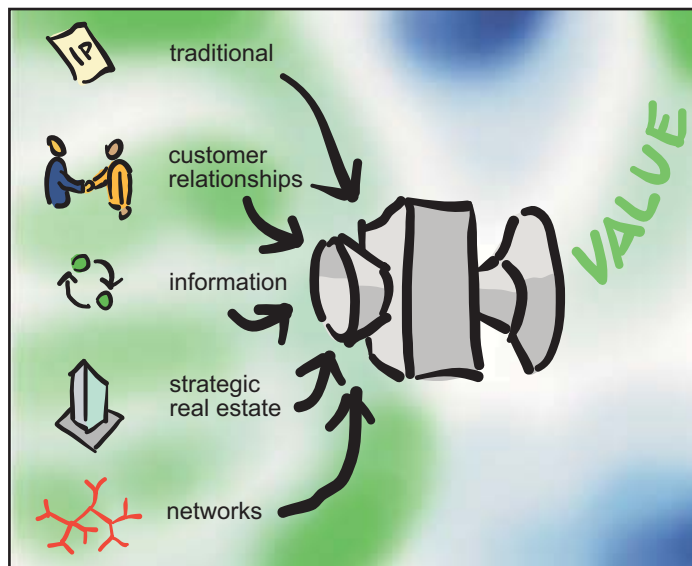 IP
traditional
customer
relationships
information
strategic
real estate
networks
VALUE